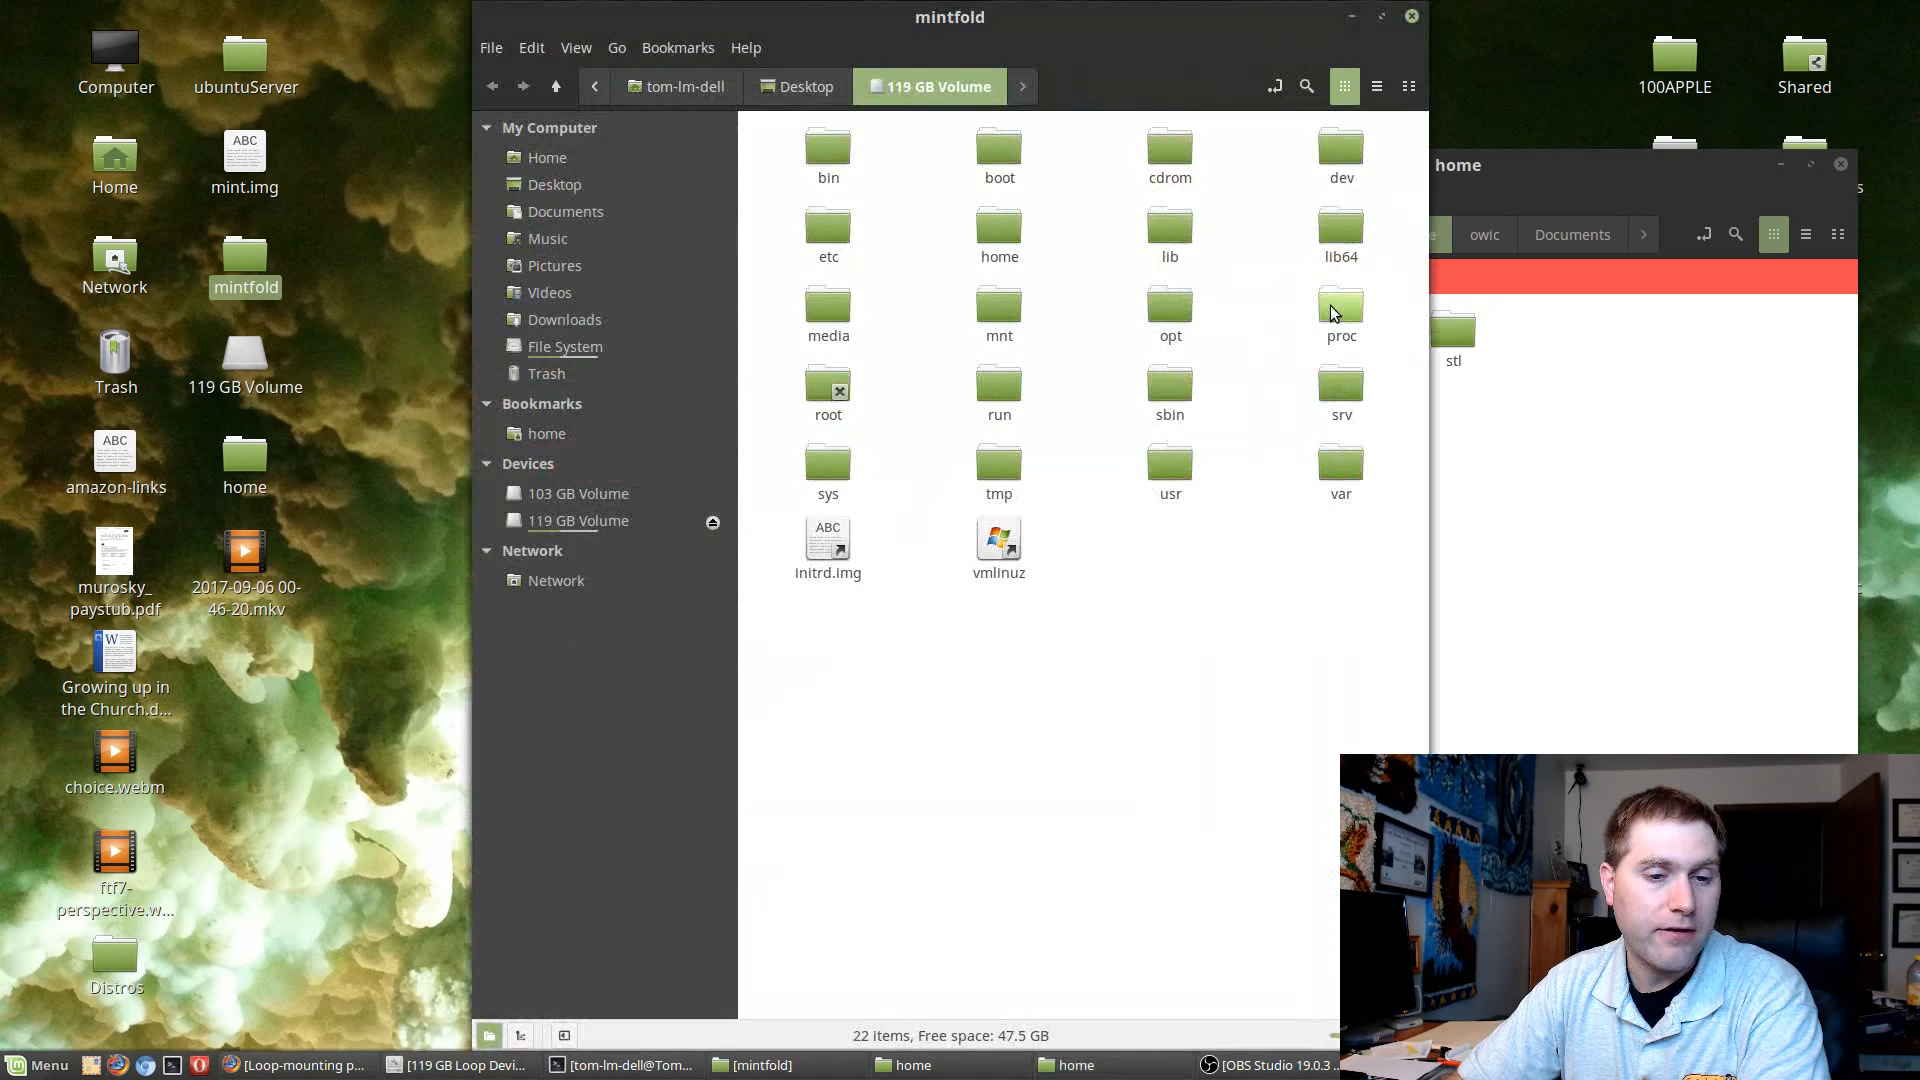 Computer
ubuntuServer
Home
ABC
mint.img
Network
mintfold
Trash
119 GB Volume
ABC
amazon-links
home
murosky_
paystub.pdf
2017-09-06 00-
46-20.mkv
W
Growing up in
the Church.d...
choice.webm
ftf7-
perspective.w...
Distros
mintfold
File
Edit
View
Go
Bookmarks
Help
tom-lm-dell
Desktop
119 GB Volume
My Computer
Home
Desktop
Documents
Music
Pictures
Videos
Downloads
File System
Trash
Bookmarks
home
Devices
103 GB Volume
119 GB Volume
Network
Network
bin
boot
cdrom
dev
etc
home
lib
lib64
media
mnt
opt
proc
root
run
sbin
srv
sys
tmp
usr
var
ABC
initrd.img
vmlinuz
22 items, Free space: 47.5 GB
100APPLE
Shared
home
owic
Documents
stl
Menu
[Loop-mounting p...
[119 GB Loop Devi...
[tom-lm-dell@Tom...
[mintfold]
home
home
[OBS Studio 19.0.3 ...